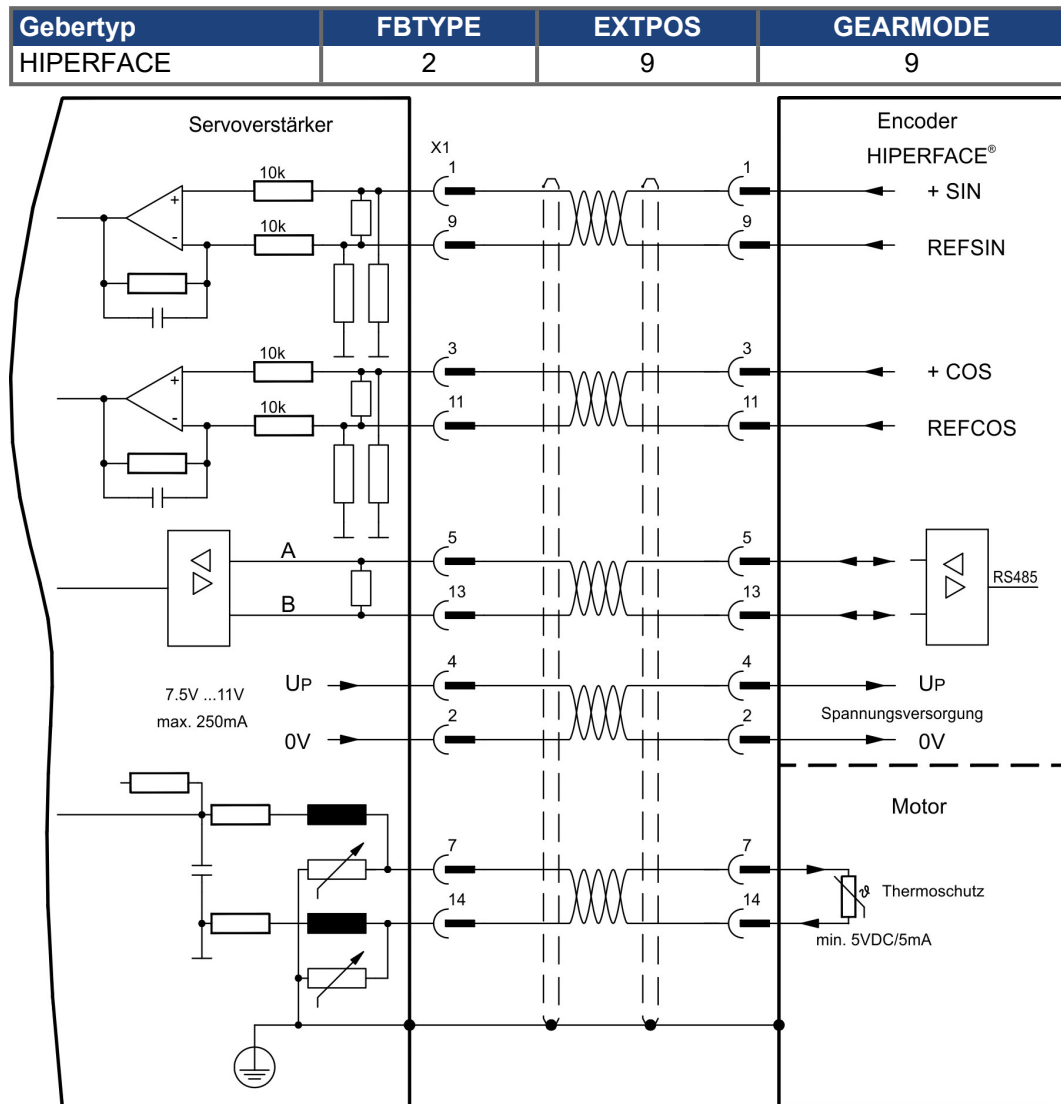 Gebertyp FBTYPE EXTPOS GEARMODE
HIPERFACE 2 9 9
Servoverstärker
Encoder
HIPERFACE®
X1
10k
1
1
+ SIN
+
-
10k
9
9
REFSIN
10k
3
3
+ COS
+
-
10k
11
11
REFCOS
A
5
5
RS485
B
13
13
7.5V ...11V
max. 250mA
UP
4
4
UP
Spannungsversorgung
0V
2
2
0V
Motor
7
7
ϑ Thermoschutz
14
14
min. 5VDC/5mA